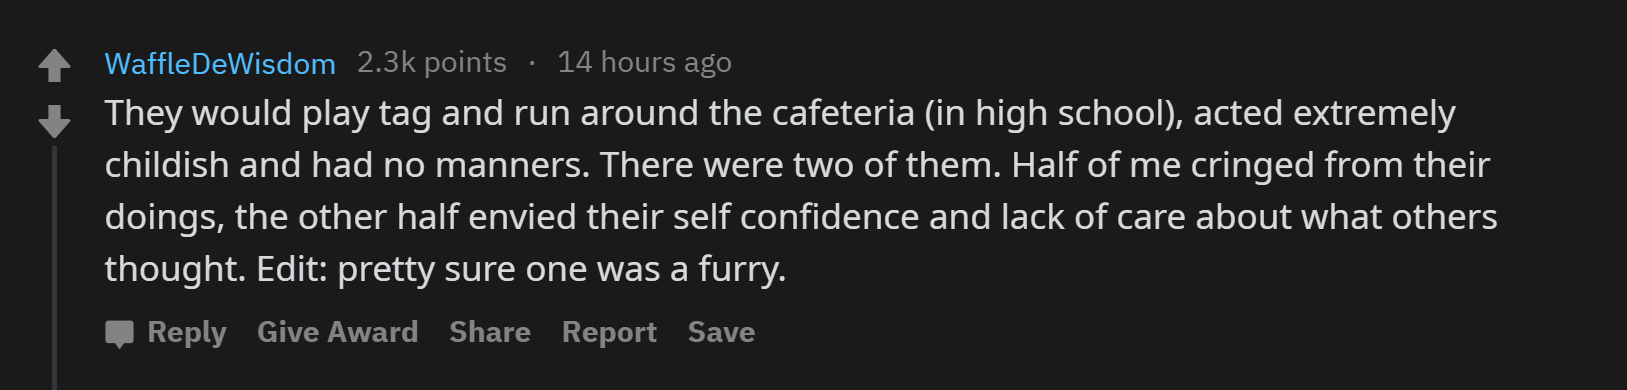 WaffleDeWisdom 2.3k points · 14 hours ago
They would play tag and run around the cafeteria (in high school), acted extremely
childish and had no manners. There were two of them. Half of me cringed from their
doings, the other half envied their self confidence and lack of care about what others
thought. Edit: pretty sure one was a furry.
Reply Give Award Share Report Save